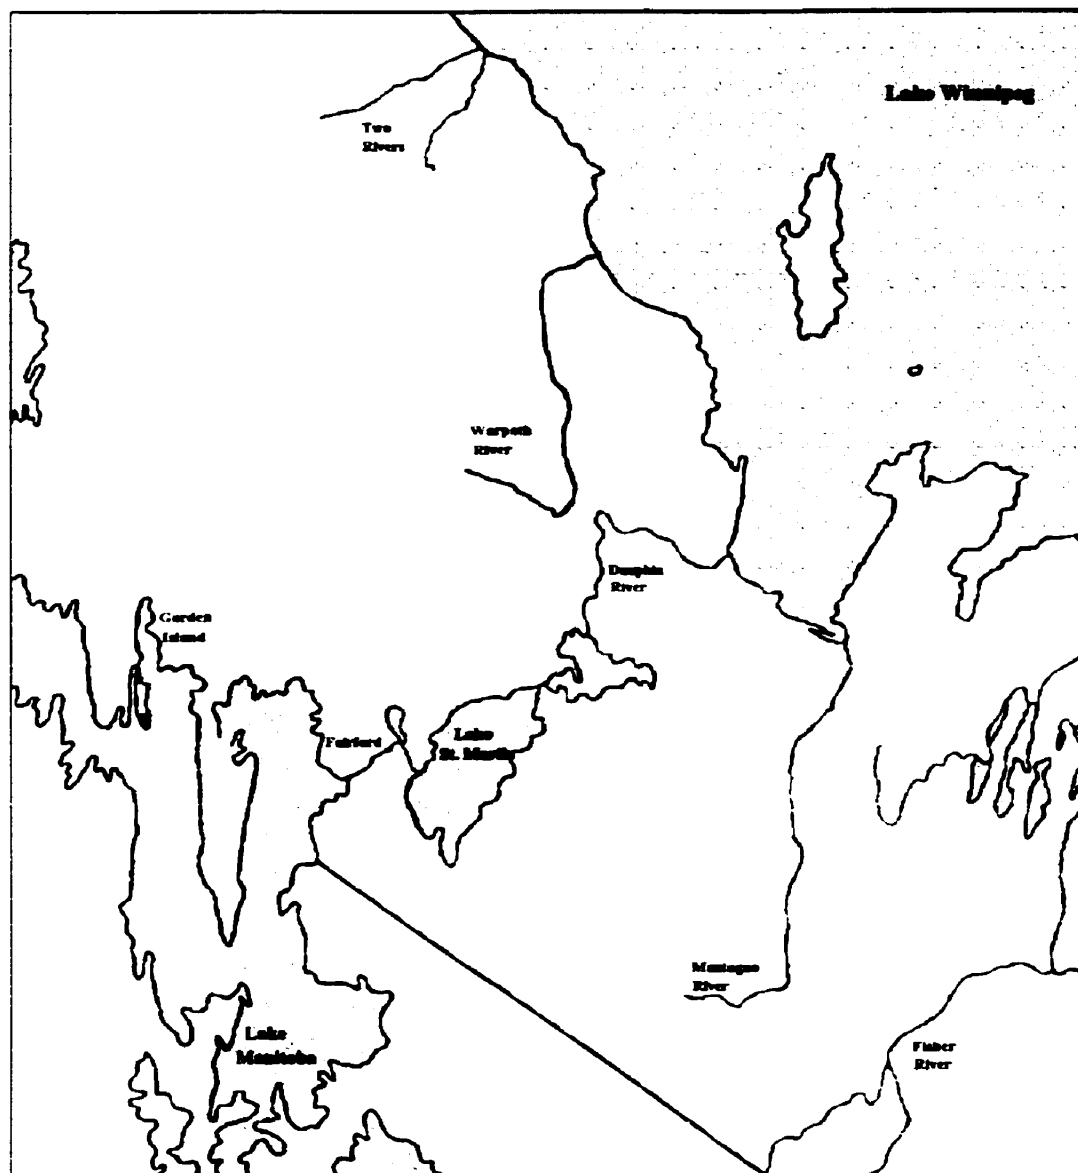 Lake Winnipeg
Two
Rivers
Warpath
River
Dauphin
River
Garden
Island
Fairford
Lake
St. Martin
Mantagao
River
Fisher
River
Lake
Manitoba